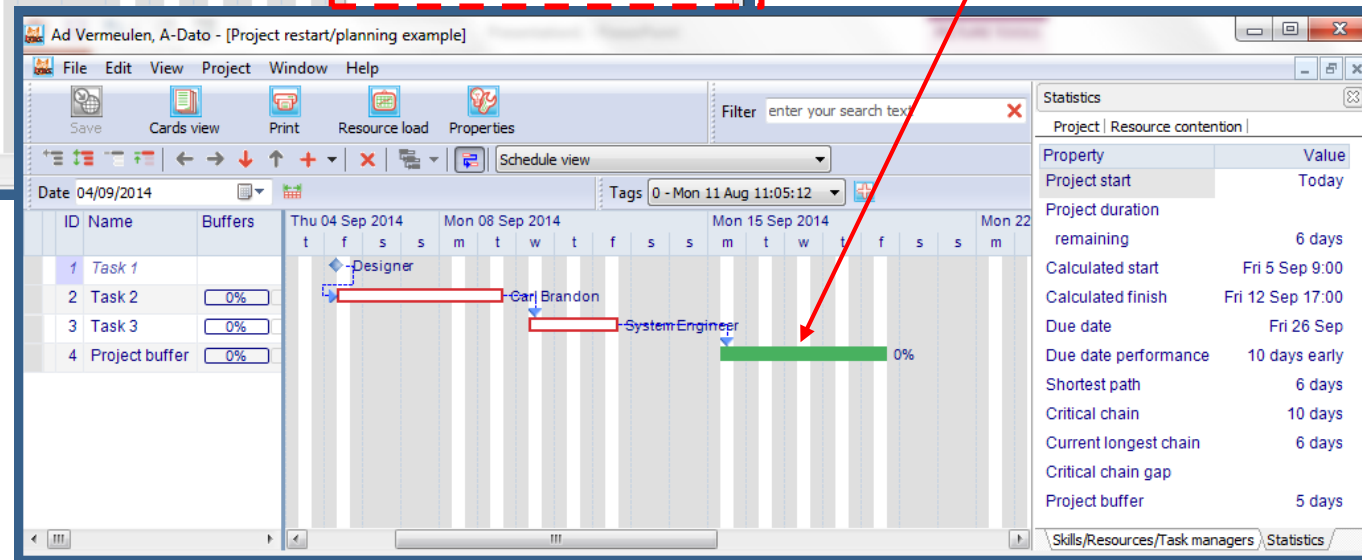 Ad Vermeulen, A-Dato - [Project restart/planning example]
File Edit View Project Window Help
Save Cards view Print Resource load Properties
Filter enter your search text
Schedule view
Date 04/09/2014 Tags 0 - Mon 11 Aug 11:05:12
ID Name Buffers Thu 04 Sep 2014 Mon 08 Sep 2014 Mon 15 Sep 2014 Mon 22
t f s s m t w t f s s m t w t f s s m
1 Task 1 Designer
2 Task 2 0% Carl Brandon
3 Task 3 0% System Engineer
4 Project buffer 0% 0%
Statistics
Project Resource contention
Property Value
Project start Today
Project duration
remaining 6 days
Calculated start Fri 5 Sep 9:00
Calculated finish Fri 12 Sep 17:00
Due date Fri 26 Sep
Due date performance 10 days early
Shortest path 6 days
Critical chain 10 days
Current longest chain 6 days
Critical chain gap
Project buffer 5 days
Skills/Resources/Task managers Statistics